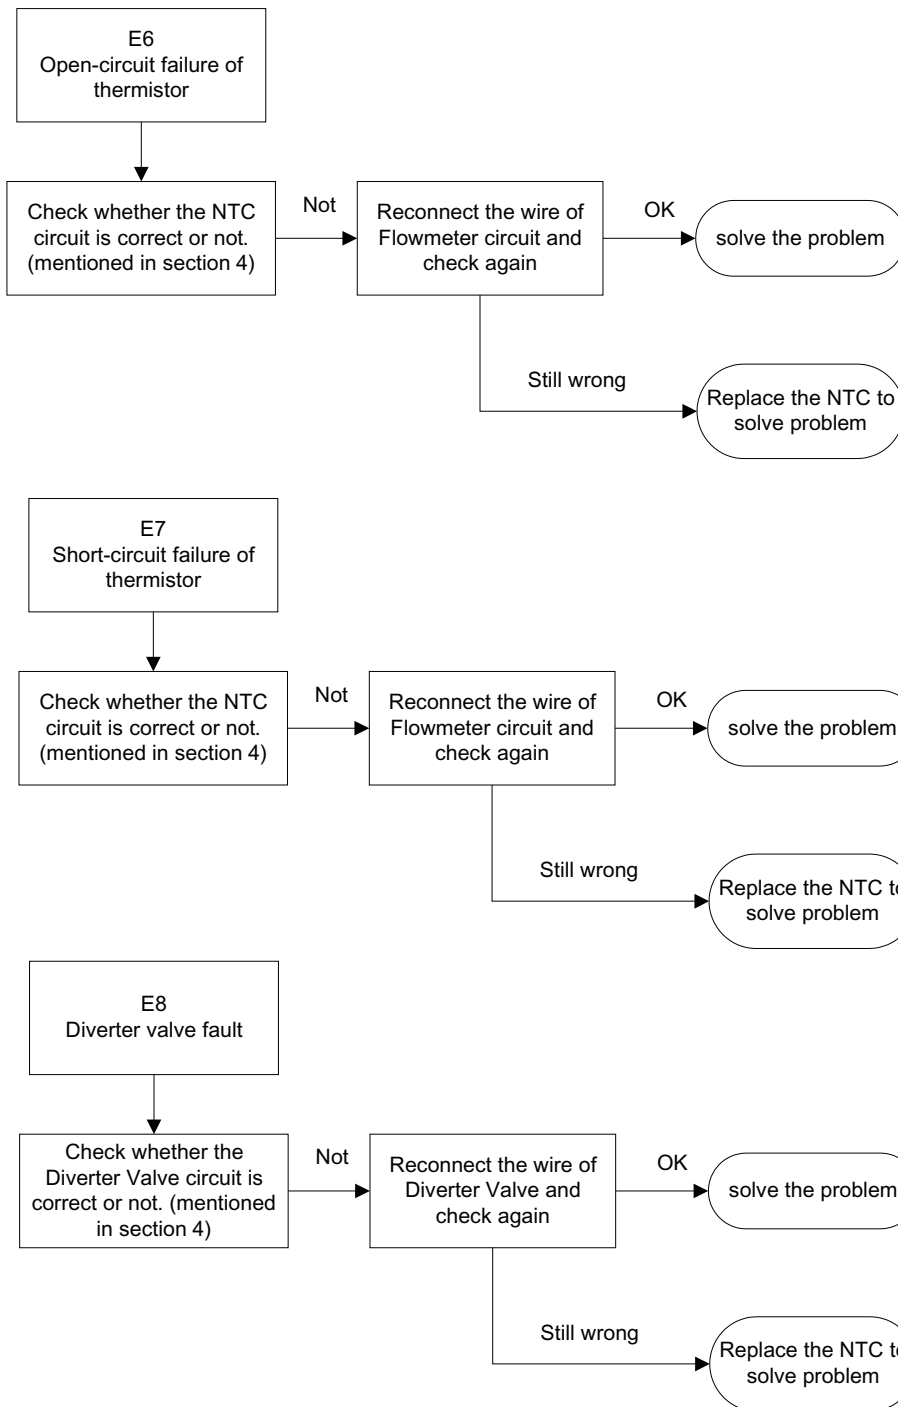 E6
Open-circuit failure of
thermistor
Check whether the NTC
circuit is correct or not.
(mentioned in section 4)
Not
Reconnect the wire of
Flowmeter circuit and
check again
OK
solve the problem
Still wrong
Replace the NTC to
solve problem
E7
Short-circuit failure of
thermistor
Check whether the NTC
circuit is correct or not.
(mentioned in section 4)
Not
Reconnect the wire of
Flowmeter circuit and
check again
OK
solve the problem
Still wrong
Replace the NTC to
solve problem
E8
Diverter valve fault
Check whether the
Diverter Valve circuit is
correct or not. (mentioned
in section 4)
Not
Reconnect the wire of
Diverter Valve and
check again
OK
solve the problem
Still wrong
Replace the NTC to
solve problem